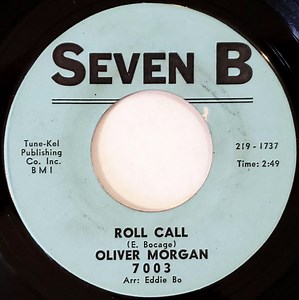 SEVEN B
Tune-Kel
Publishing
Co. Inc.
BMI
219 - 1737
Time: 2:49
ROLL CALL
(E. Bocage)
OLIVER MORGAN
7003
Arr: Eddie Bo